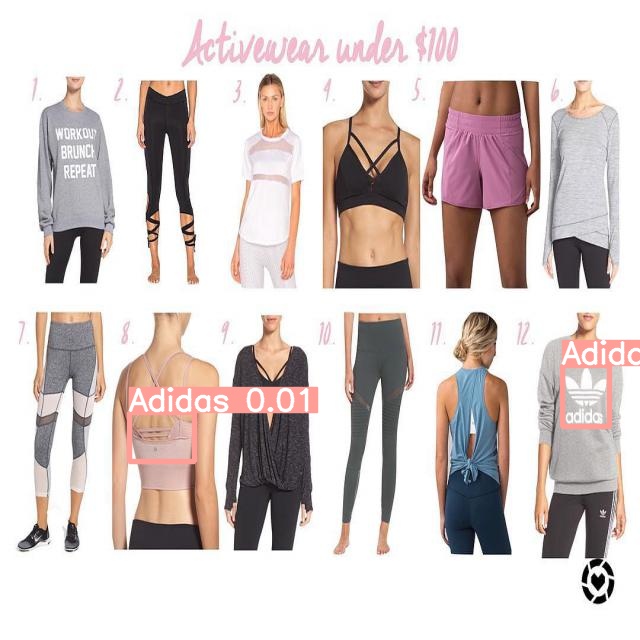 Activewear under $100
1. 2. 3. 4. 5. 6.
WORKOUT
BRUNCH
REPEAT
7. 8. 9. 10. 11. 12.
Adidas
Adidas 0.01
adidas